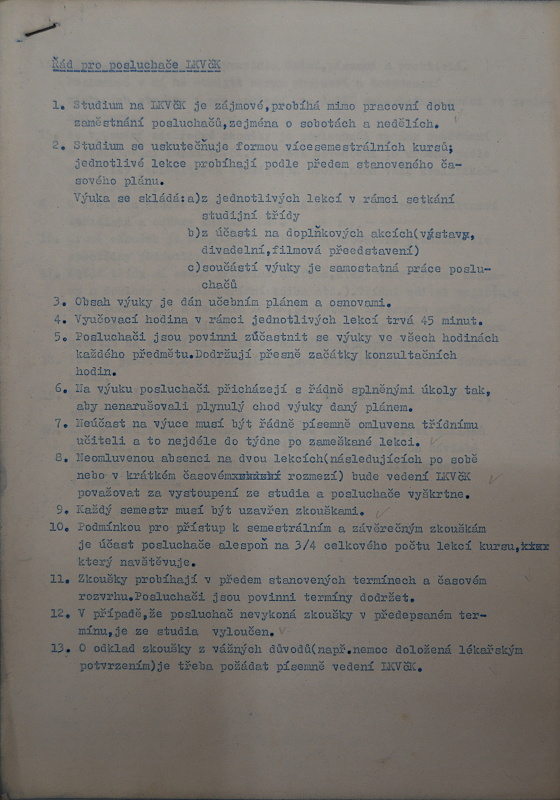 Řád pro posluchače LKVČK
1. Studium na LKVČK je zájmové,probíhá mimo pracovní dobu
zaměstnání posluchačů,zejména o sobotách a nedělích.
2. Studium se uskutečňuje formou vícesemestrálních kursů;
jednotlivé lekce probíhají podle předem stanoveného ča-
sového plánu.
Výuka se skládá:a)z jednotlivých lekcí v rámci setkání
studijní třídy
b)z účasti na doplňkových akcích(výstavy,
divadelní,filmová představení)
c)součástí výuky je samostatná práce poslu-
chačů
3. Obsah výuky je dán učebním plánem a osnovami.
4. Vyučovací hodina v rámci jednotlivých lekcí trvá 45 minut.
5. Posluchači jsou povinni zúčastnit se výuky ve všech hodinách
každého předmětu.Dodržují přesně začátky konzultačních
hodin.
6. Na výuku posluchači přicházejí s řádně splněnými úkoly tak,
aby nenarušovali plynulý chod výuky daný plánem.
7. Neúčast na výuce musí být řádně písemně omluvena třídnímu
učiteli a to nejdéle do týdne po zameškané lekci.
8. Neomluvenou absenci na dvou lekcích(následujících po sobě
nebo v krátkém časovém rozmezí) bude vedení LKVČK
považovat za vystoupení ze studia a posluchače vyškrtne.
9. Každý semestr musí být uzavřen zkouškami.
10. Podmínkou pro přístup k semestrálním a závěrečným zkouškám
je účast posluchače alespoň na 3/4 celkového počtu lekcí kursu,
který navštěvuje.
11. Zkoušky probíhají v předem stanovených termínech a časovém
rozvrhu.Posluchači jsou povinni termíny dodržet.
12. V případě,že posluchač nevykoná zkoušky v předepsaném ter-
mínu,je ze studia vyloučen.
13. O odklad zkoušky z vážných důvodů(např.nemoc doložená lékařským
potvrzením)je třeba požádat písemně vedení LKVČK.